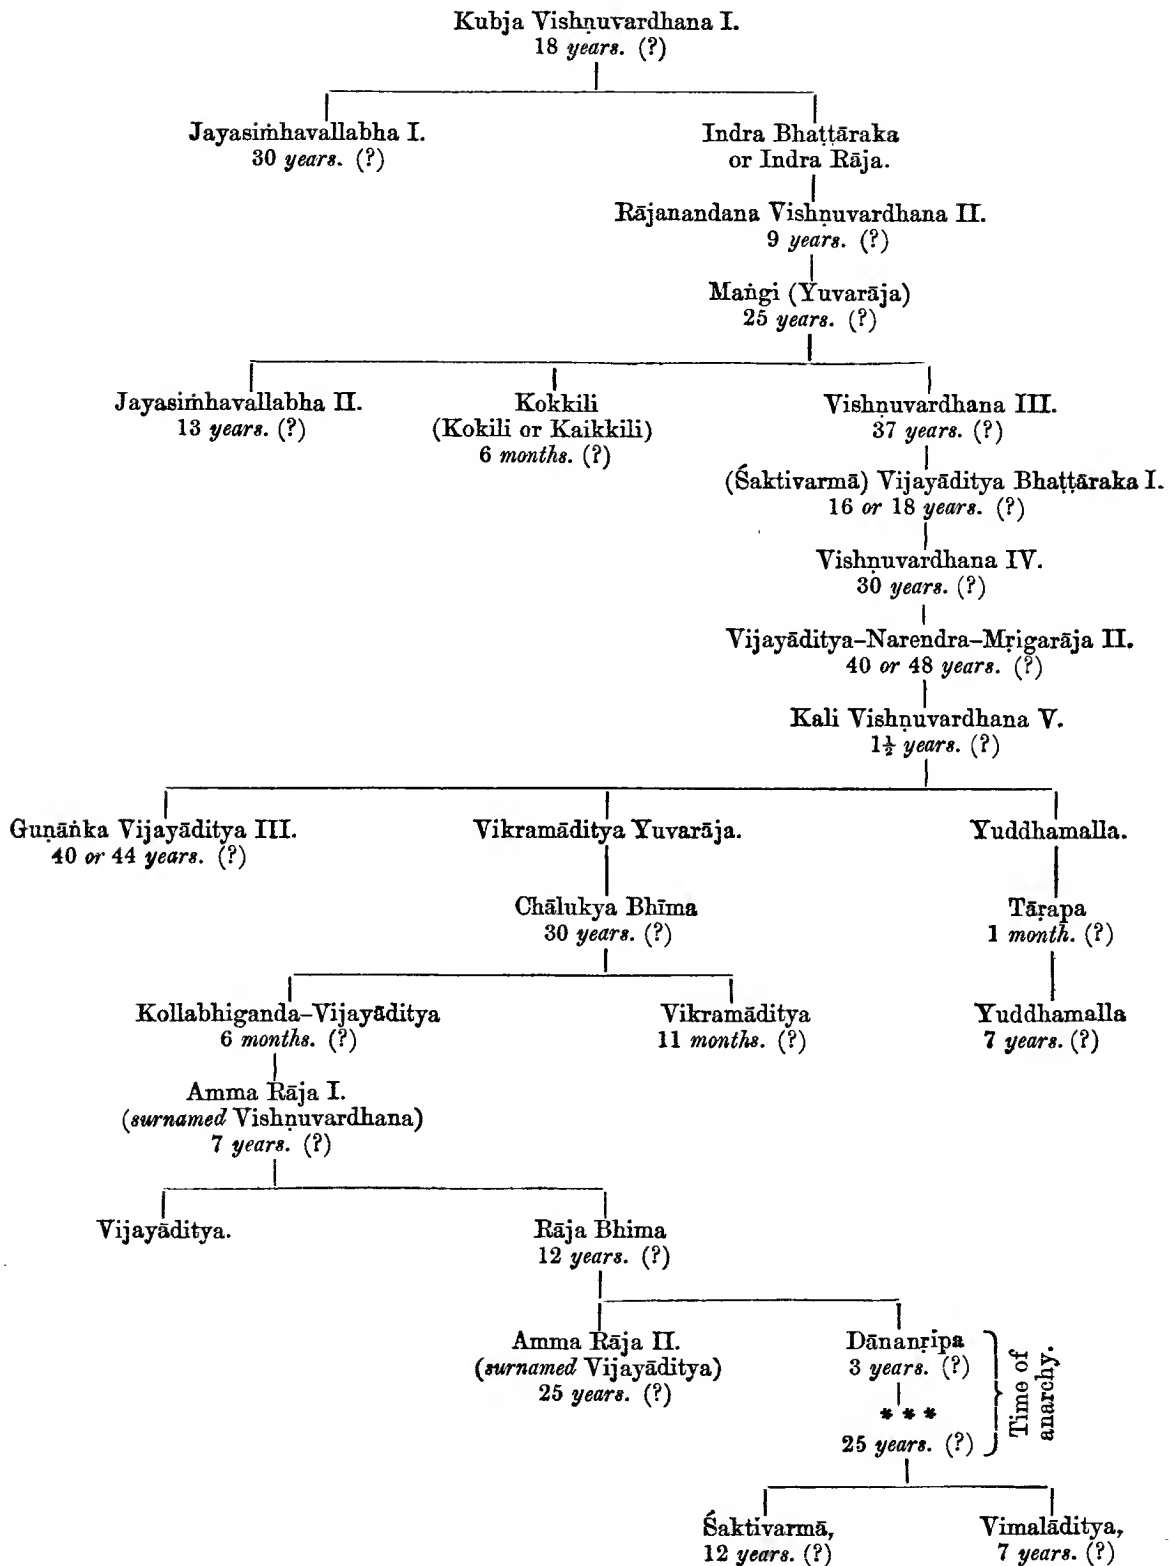 Kubja Vishṇuvardhana I.
18 years. (?)
Jayasiṁhavallabha I.
30 years. (?)
Indra Bhaṭṭāraka
or Indra Rāja.
Rājanandana Vishṇuvardhana II.
9 years. (?)
Maṅgi (Yuvarāja)
25 years. (?)
Jayasiṁhavallabha II.
13 years. (?)
Kokkili
(Kokili or Kaikkili)
6 months. (?)
Vishṇuvardhana III.
37 years. (?)
(Śaktivarmā) Vijayāditya Bhaṭṭāraka I.
16 or 18 years. (?)
Vishṇuvardhana IV.
30 years. (?)
Vijayāditya–Narendra–Mṛigarāja II.
40 or 48 years. (?)
Kali Vishṇuvardhana V.
1½ years. (?)
Guṇāṅka Vijayāditya III.
40 or 44 years. (?)
Vikramāditya Yuvarāja.
Yuddhamalla.
Chālukya Bhīma
30 years. (?)
Tāṛapa
1 month. (?)
Kollabhiganda–Vijayāditya
6 months. (?)
Vikramāditya
11 months. (?)
Yuddhamalla
7 years. (?)
Amma Rāja I.
(surnamed Vishṇuvardhana)
7 years. (?)
Vijayāditya.
Rāja Bhima
12 years. (?)
Amma Rāja II.
(surnamed Vijayāditya)
25 years. (?)
Dānanṛipa
3 years. (?)
* * *
25 years. (?)
Time of
anarchy.
Śaktivarmā,
12 years. (?)
Vimalāditya,
7 years. (?)